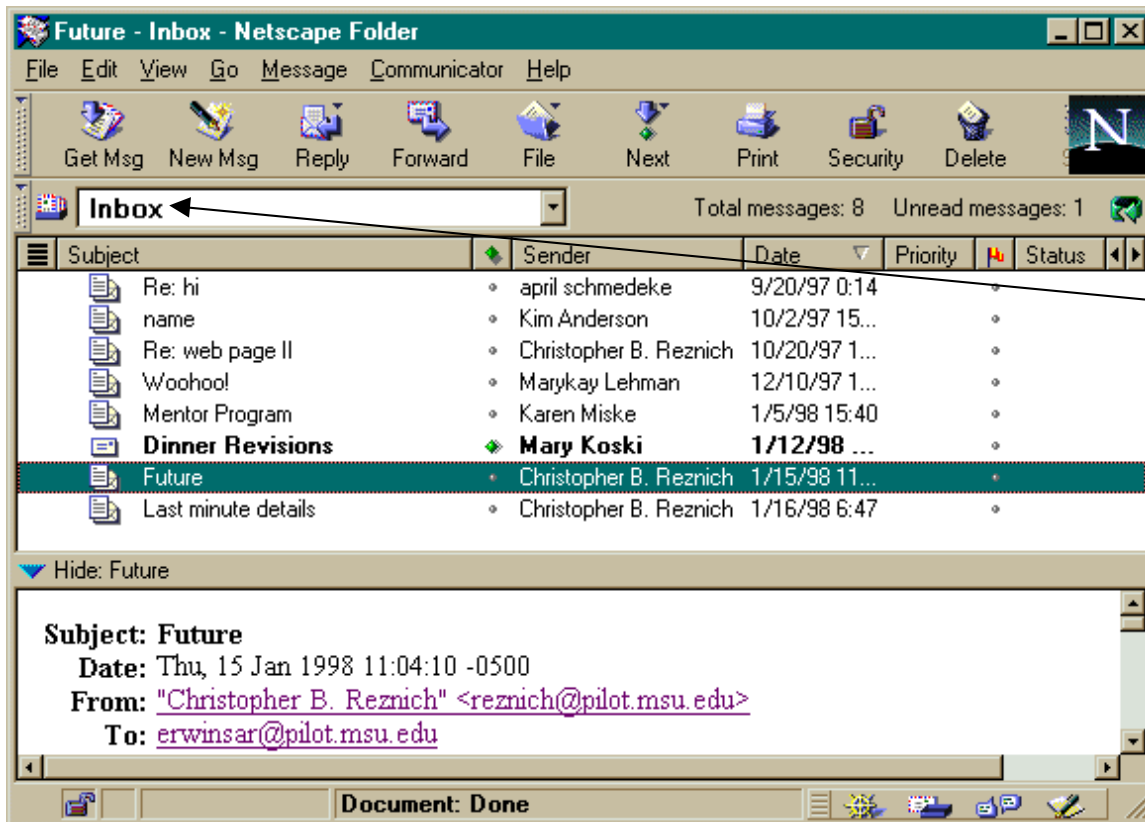 Future - Inbox - Netscape Folder
File Edit View Go Message Communicator Help
Get Msg New Msg Reply Forward File Next Print Security Delete N
Inbox Total messages: 8 Unread messages: 1
Subject Sender Date Priority Status
Re: hi april schmedeke 9/20/97 0:14
name Kim Anderson 10/2/97 15...
Re: web page II Christopher B. Reznich 10/20/97 1...
Woohoo! Marykay Lehman 12/10/97 1...
Mentor Program Karen Miske 1/5/98 15:40
Dinner Revisions Mary Koski 1/12/98 ...
Future Christopher B. Reznich 1/15/98 11...
Last minute details Christopher B. Reznich 1/16/98 6:47
Hide: Future
Subject: Future
Date: Thu, 15 Jan 1998 11:04:10 -0500
From: "Christopher B. Reznich" <reznich@pilot.msu.edu>
To: erwinsar@pilot.msu.edu
Document: Done